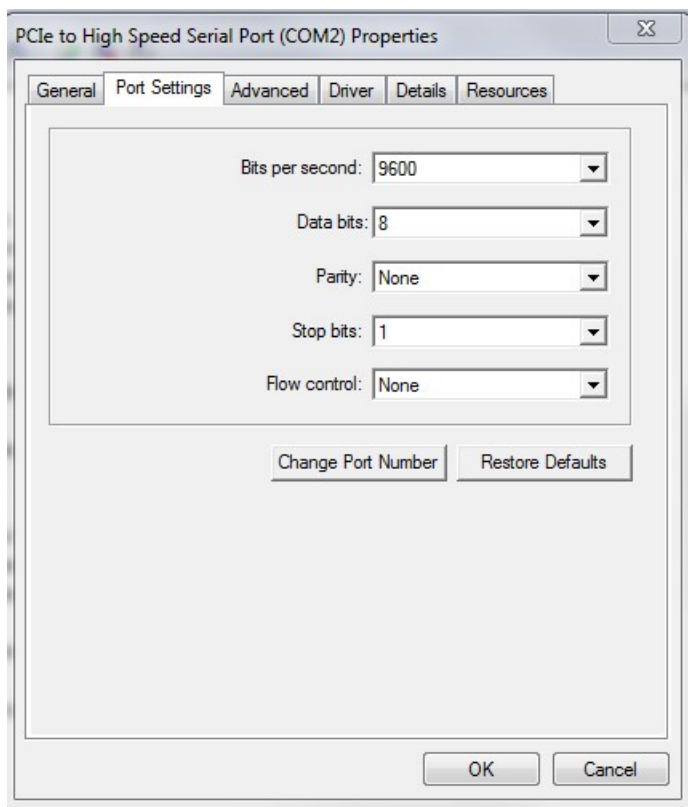 PCIe to High Speed Serial Port (COM2) Properties
General Port Settings Advanced Driver Details Resources
Bits per second: 9600
Data bits: 8
Parity: None
Stop bits: 1
Flow control: None
Change Port Number Restore Defaults
OK Cancel